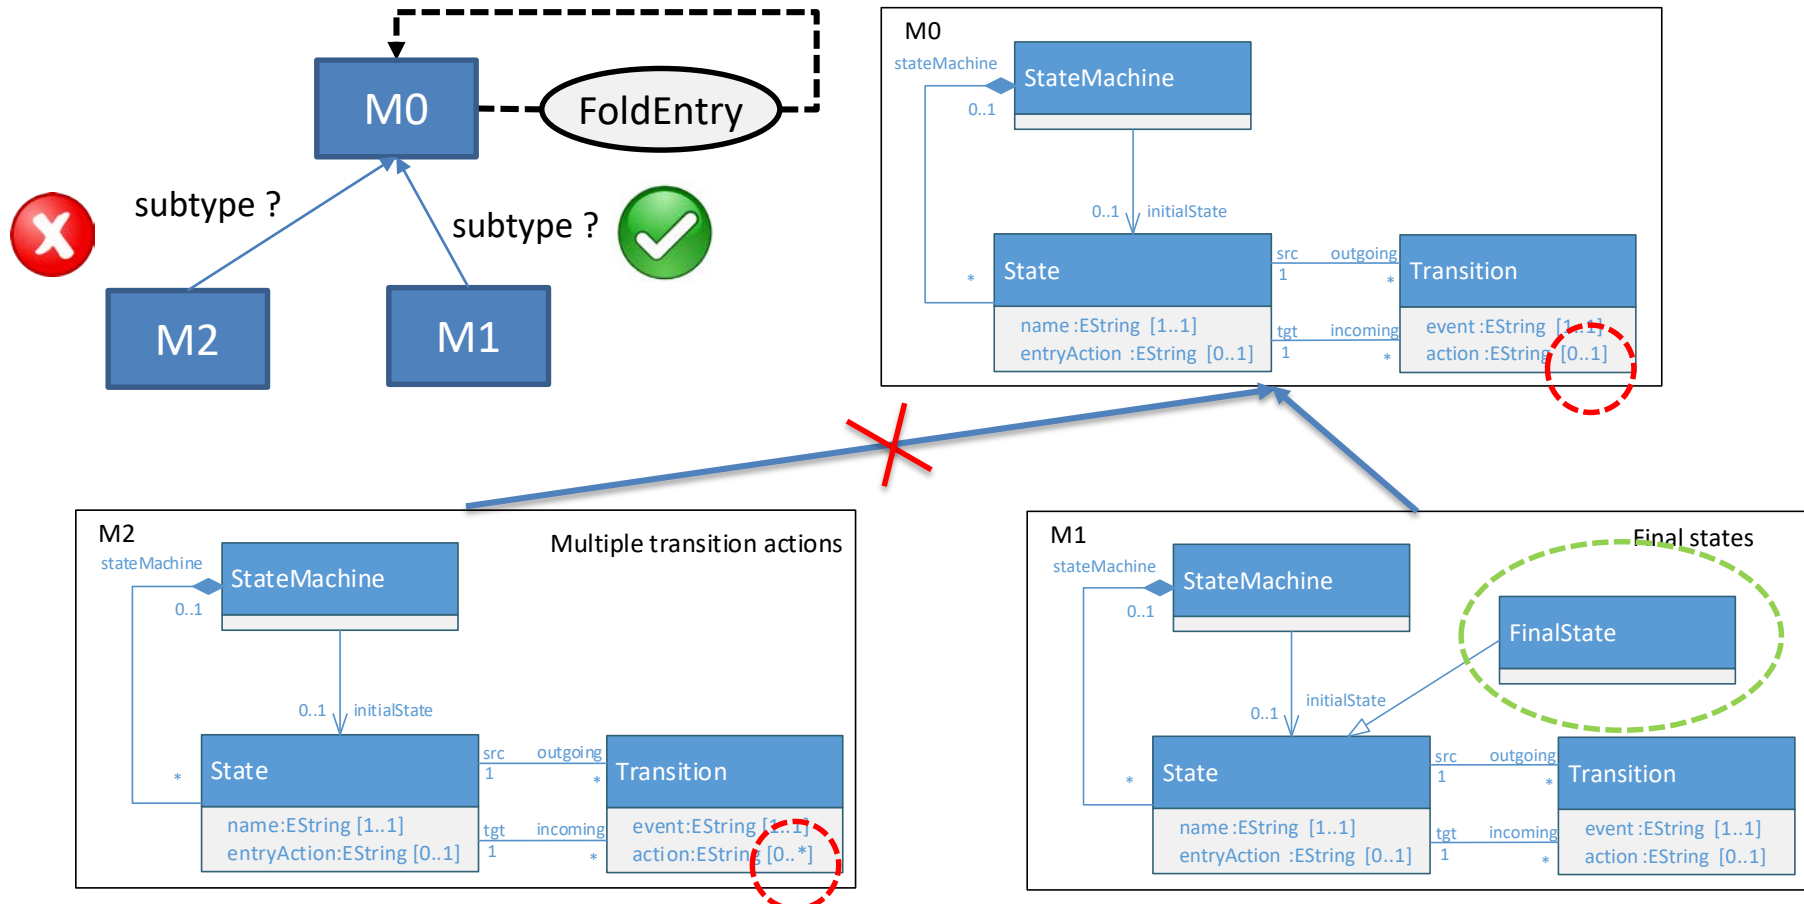 M0
FoldEntry
subtype ?
subtype ?
M2
M1
M0
stateMachine
StateMachine
0..1
0..1
initialState
State
src
outgoing
Transition
*
1
*
name :EString [1..1]
tgt
incoming
event :EString [1..1]
entryAction :EString [0..1]
1
*
action :EString [0..1]
M2
Multiple transition actions
stateMachine
StateMachine
0..1
0..1
initialState
State
src
outgoing
Transition
*
1
*
name:EString [1..1]
tgt
incoming
event:EString [1..1]
entryAction:EString [0..1]
1
*
action:EString [0..*]
M1
Final states
stateMachine
StateMachine
0..1
FinalState
initialState
0..1
State
src
outgoing
Transition
*
1
*
name :EString [1..1]
tgt
incoming
event :EString [1..1]
entryAction :EString [0..1]
1
*
action :EString [0..1]